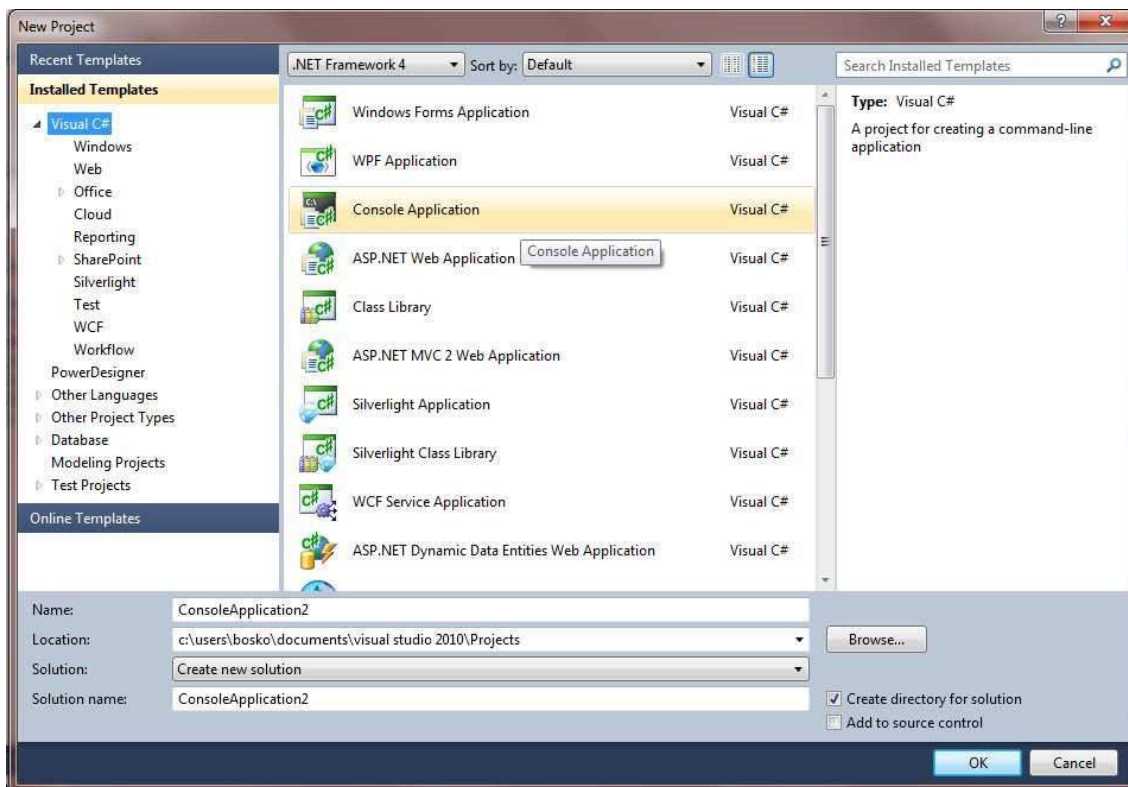 New Project
Recent Templates
Installed Templates
Visual C#
Windows
Web
Office
Cloud
Reporting
SharePoint
Silverlight
Test
WCF
Workflow
PowerDesigner
Other Languages
Other Project Types
Database
Modeling Projects
Test Projects
Online Templates
.NET Framework 4 Sort by: Default
Windows Forms Application Visual C#
WPF Application Visual C#
Console Application Visual C#
ASP.NET Web Application Visual C#
Console Application
Class Library Visual C#
ASP.NET MVC 2 Web Application Visual C#
Silverlight Application Visual C#
Silverlight Class Library Visual C#
WCF Service Application Visual C#
ASP.NET Dynamic Data Entities Web Application Visual C#
Search Installed Templates
Type: Visual C#
A project for creating a command-line
application
Name: ConsoleApplication2
Location: c:\users\bosko\documents\visual studio 2010\Projects Browse...
Solution: Create new solution
Solution name: ConsoleApplication2 Create directory for solution
Add to source control
OK Cancel